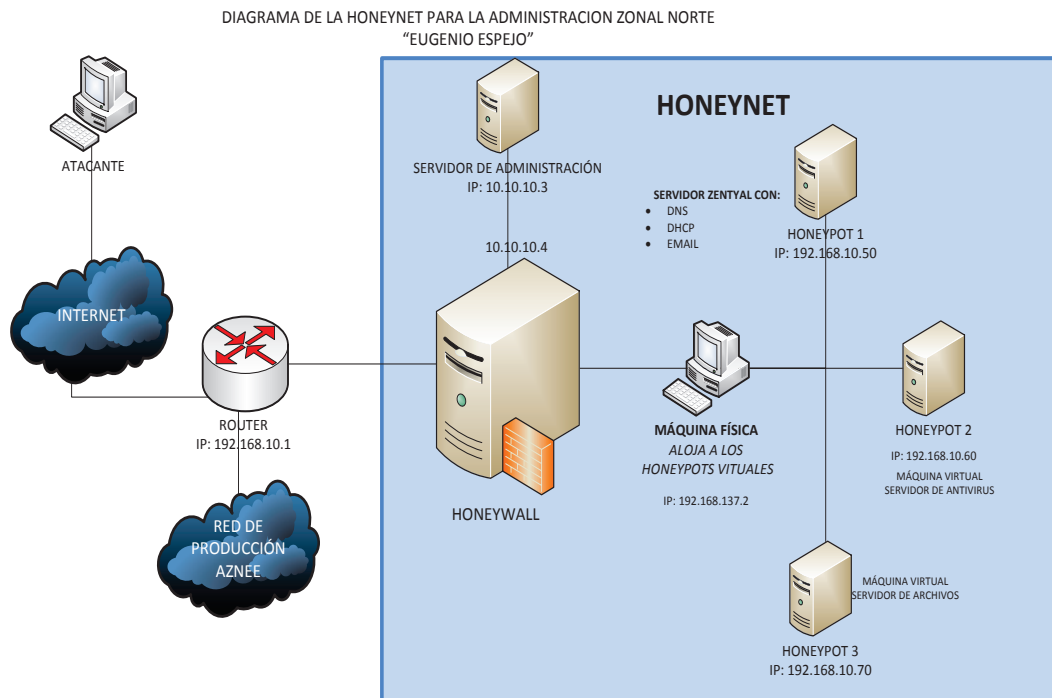 DIAGRAMA DE LA HONEYNET PARA LA ADMINISTRACION ZONAL NORTE
“EUGENIO ESPEJO”
HONEYNET
ATACANTE
SERVIDOR DE ADMINISTRACIÓN
IP: 10.10.10.3
SERVIDOR ZENTYAL CON:
• DNS
• DHCP
• EMAIL
HONEYPOT 1
IP: 192.168.10.50
10.10.10.4
INTERNET
ROUTER
IP: 192.168.10.1
HONEYWALL
MÁQUINA FÍSICA
ALOJA A LOS
HONEYPOTS VITUALES
IP: 192.168.137.2
HONEYPOT 2
IP: 192.168.10.60
MÁQUINA VIRTUAL
SERVIDOR DE ANTIVIRUS
RED DE
PRODUCCIÓN
AZNEE
MÁQUINA VIRTUAL
SERVIDOR DE ARCHIVOS
HONEYPOT 3
IP: 192.168.10.70